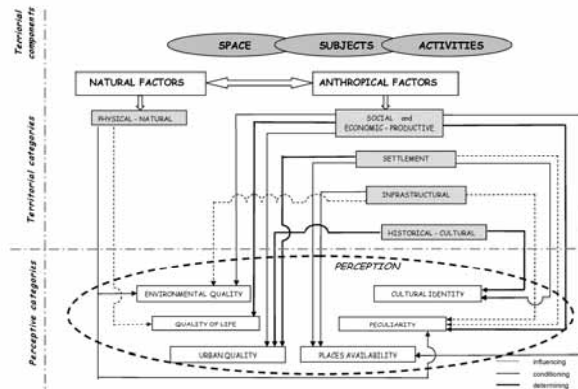 Territorial components
SPACE
SUBJECTS
ACTIVITIES
NATURAL FACTORS
ANTHROPICAL FACTORS
Territorial categories
PHYSICAL - NATURAL
SOCIAL and
ECONOMIC - PRODUCTIVE
SETTLEMENT
INFRASTRUCTURAL
HISTORICAL - CULTURAL
Perceptive categories
PERCEPTION
ENVIRONMENTAL QUALITY
CULTURAL IDENTITY
QUALITY OF LIFE
PECULIARITY
URBAN QUALITY
PLACES AVAILABILITY
influencing
conditioning
determining